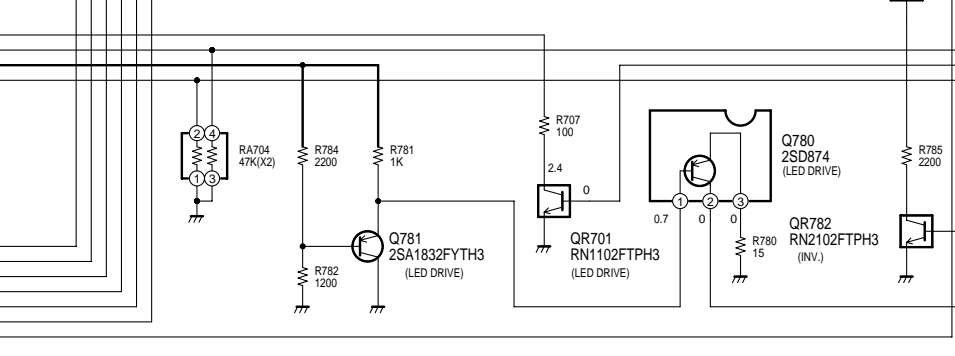 R707
100
2.4
0
RA704
47K(X2)
2
4
1
3
R784
2200
R781
1K
Q780
2SD874
(LED DRIVE)
R785
2200
1
2
3
0.7
0
0
Q781
2SA1832FYTH3
(LED DRIVE)
R782
1200
QR701
RN1102FTPH3
(LED DRIVE)
R780
15
QR782
RN2102FTPH3
(INV.)